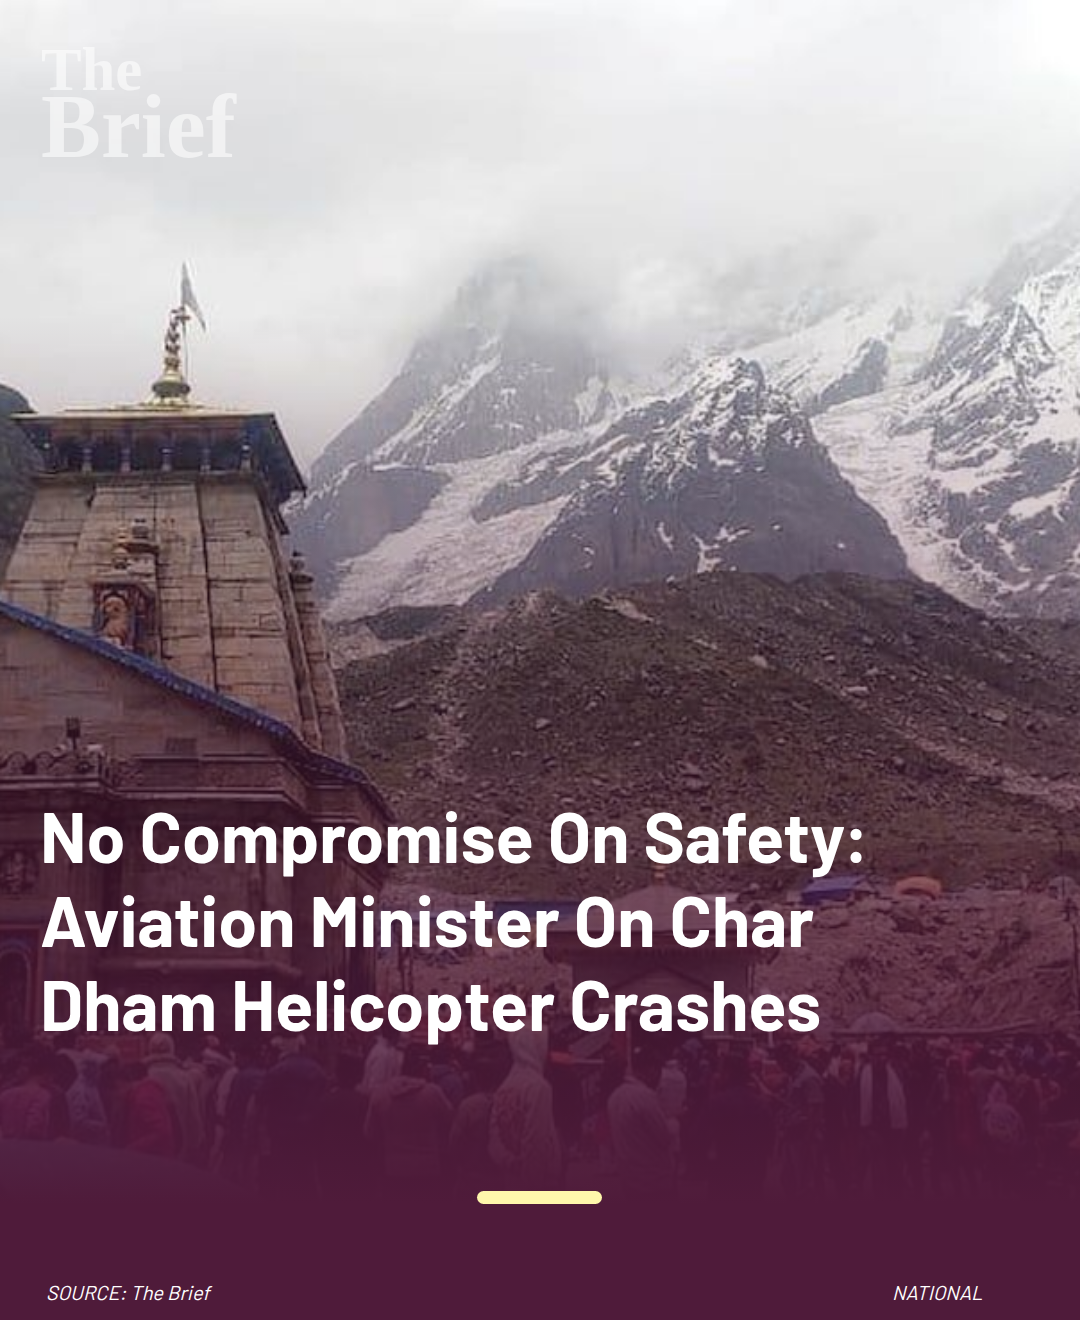 The
Brief
No Compromise On Safety:
Aviation Minister On Char
Dham Helicopter Crashes
SOURCE: The Brief
NATIONAL